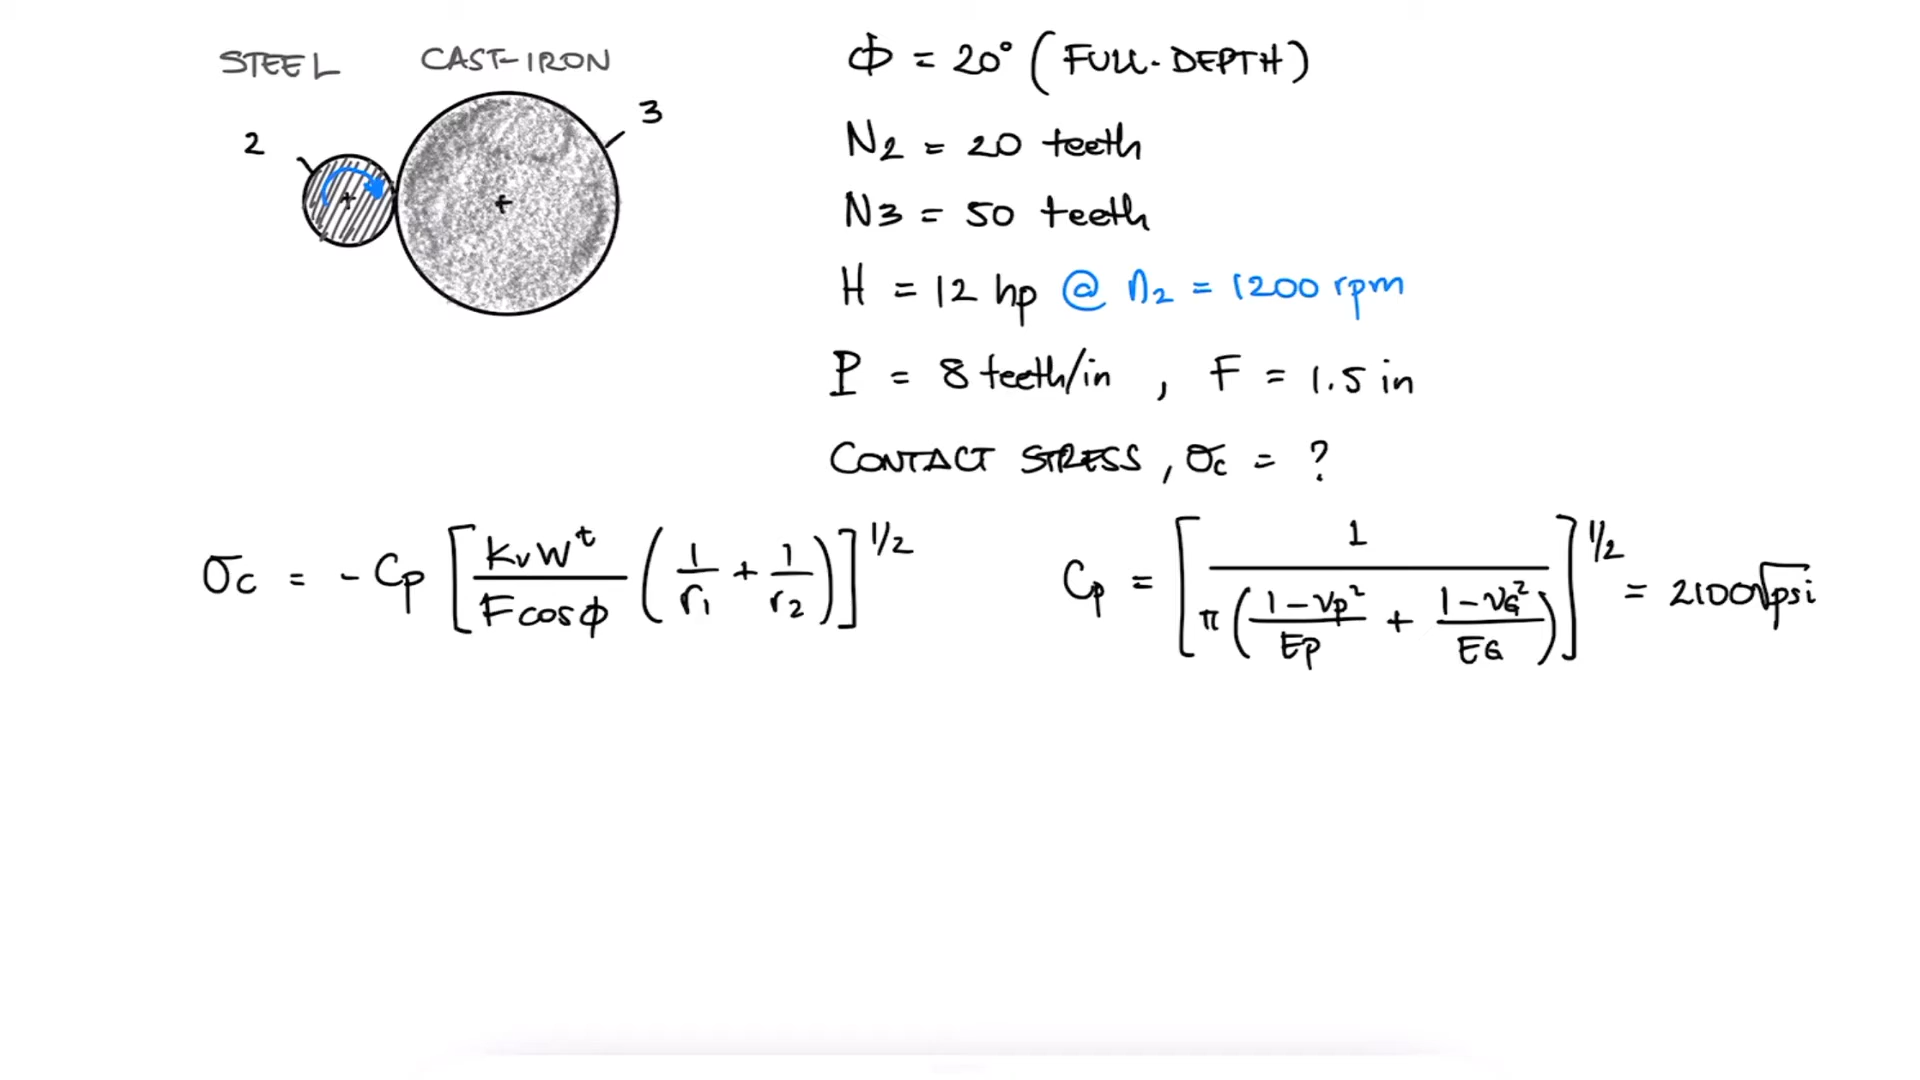 STEEL CAST-IRON
2
3
Φ = 20° (FULL-DEPTH)
N2 = 20 teeth
N3 = 50 teeth
H = 12 hp @ n2 = 1200 rpm
P = 8 teeth/in , F = 1.5 in
CONTACT STRESS, σc = ?
σc = - Cp [ KvW^t / Fcosϕ ( 1/r1 + 1/r2 ) ]^1/2
Cp = [ 1 / π ( 1-νp² / Ep + 1-νG² / EG ) ]^1/2 = 2100√psi